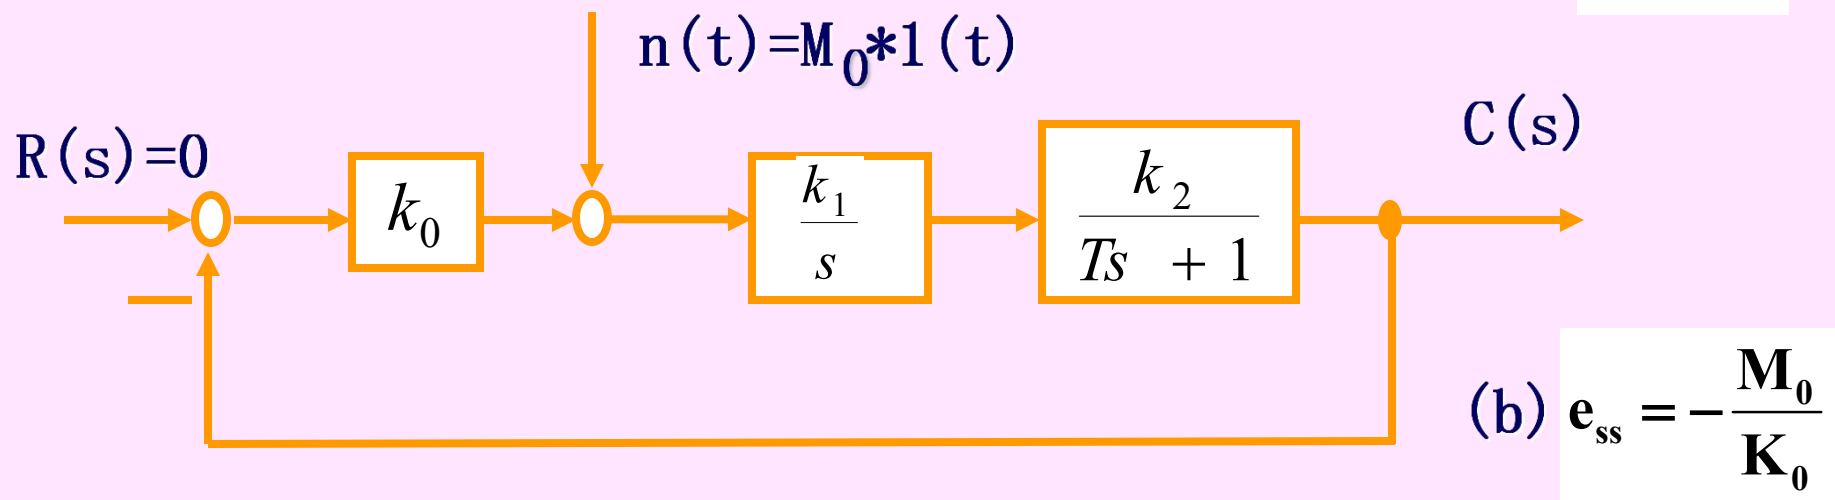 n(t)=M₀*1(t)
R(s)=0
C(s)
k₀
k₁/s
k₂/(Ts + 1)
—
(b) eₛₛ = −M₀/K₀